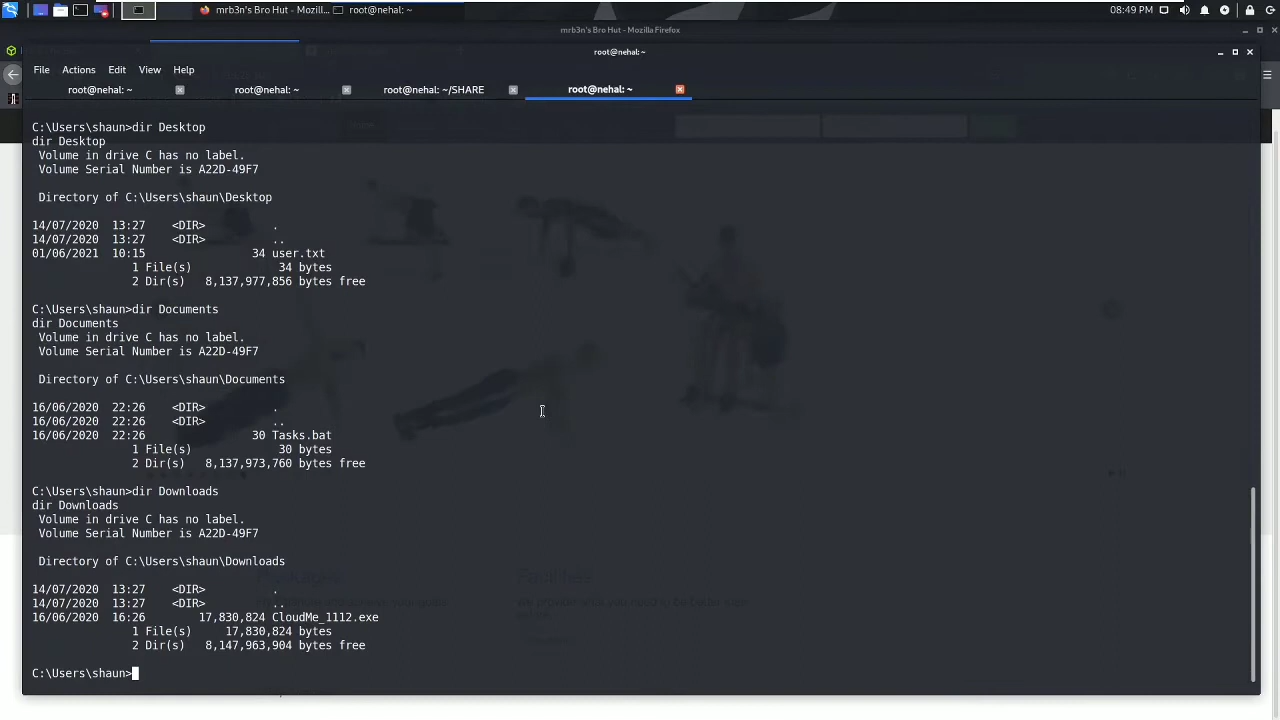 mrb3n's Bro Hut - Mozill...
root@nehal: ~
08:49 PM
mrb3n's Bro Hut - Mozilla Firefox
root@nehal: ~
File Actions Edit View Help
root@nehal: ~
root@nehal: ~
root@nehal: ~/SHARE
root@nehal: ~
C:\Users\shaun>dir Desktop
dir Desktop
Volume in drive C has no label.
Volume Serial Number is A22D-49F7
Directory of C:\Users\shaun\Desktop
14/07/2020 13:27 <DIR> .
14/07/2020 13:27 <DIR> ..
01/06/2021 10:15 34 user.txt
1 File(s) 34 bytes
2 Dir(s) 8,137,977,856 bytes free
C:\Users\shaun>dir Documents
dir Documents
Volume in drive C has no label.
Volume Serial Number is A22D-49F7
Directory of C:\Users\shaun\Documents
16/06/2020 22:26 <DIR> .
16/06/2020 22:26 <DIR> ..
16/06/2020 22:26 30 Tasks.bat
1 File(s) 30 bytes
2 Dir(s) 8,137,973,760 bytes free
C:\Users\shaun>dir Downloads
dir Downloads
Volume in drive C has no label.
Volume Serial Number is A22D-49F7
Directory of C:\Users\shaun\Downloads
14/07/2020 13:27 <DIR> .
14/07/2020 13:27 <DIR> ..
16/06/2020 16:26 17,830,824 CloudMe_1112.exe
1 File(s) 17,830,824 bytes
2 Dir(s) 8,147,963,904 bytes free
C:\Users\shaun>